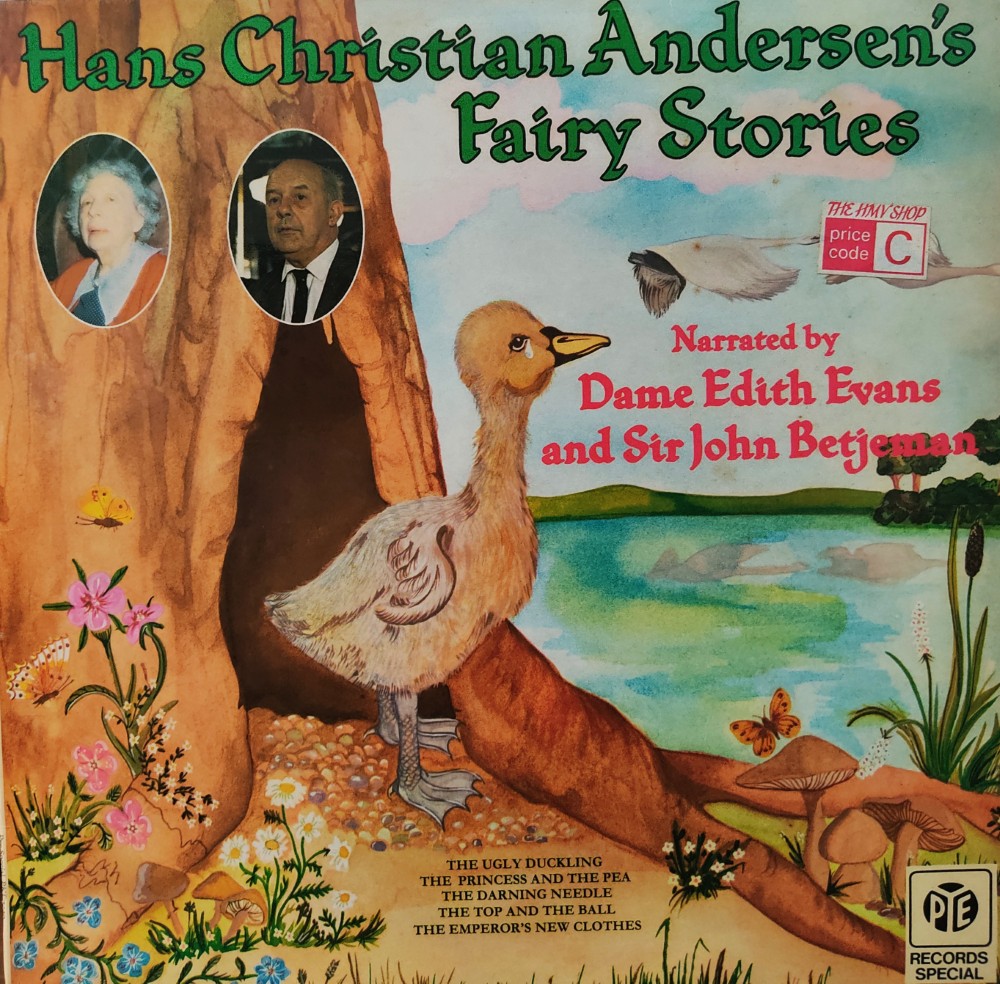 Hans Christian Andersen's
Fairy Stories
THE HMV SHOP
price
code C
Narrated by
Dame Edith Evans
and Sir John Betjeman
THE UGLY DUCKLING
THE PRINCESS AND THE PEA
THE DARNING NEEDLE
THE TOP AND THE BALL
THE EMPEROR'S NEW CLOTHES
PYE
RECORDS
SPECIAL